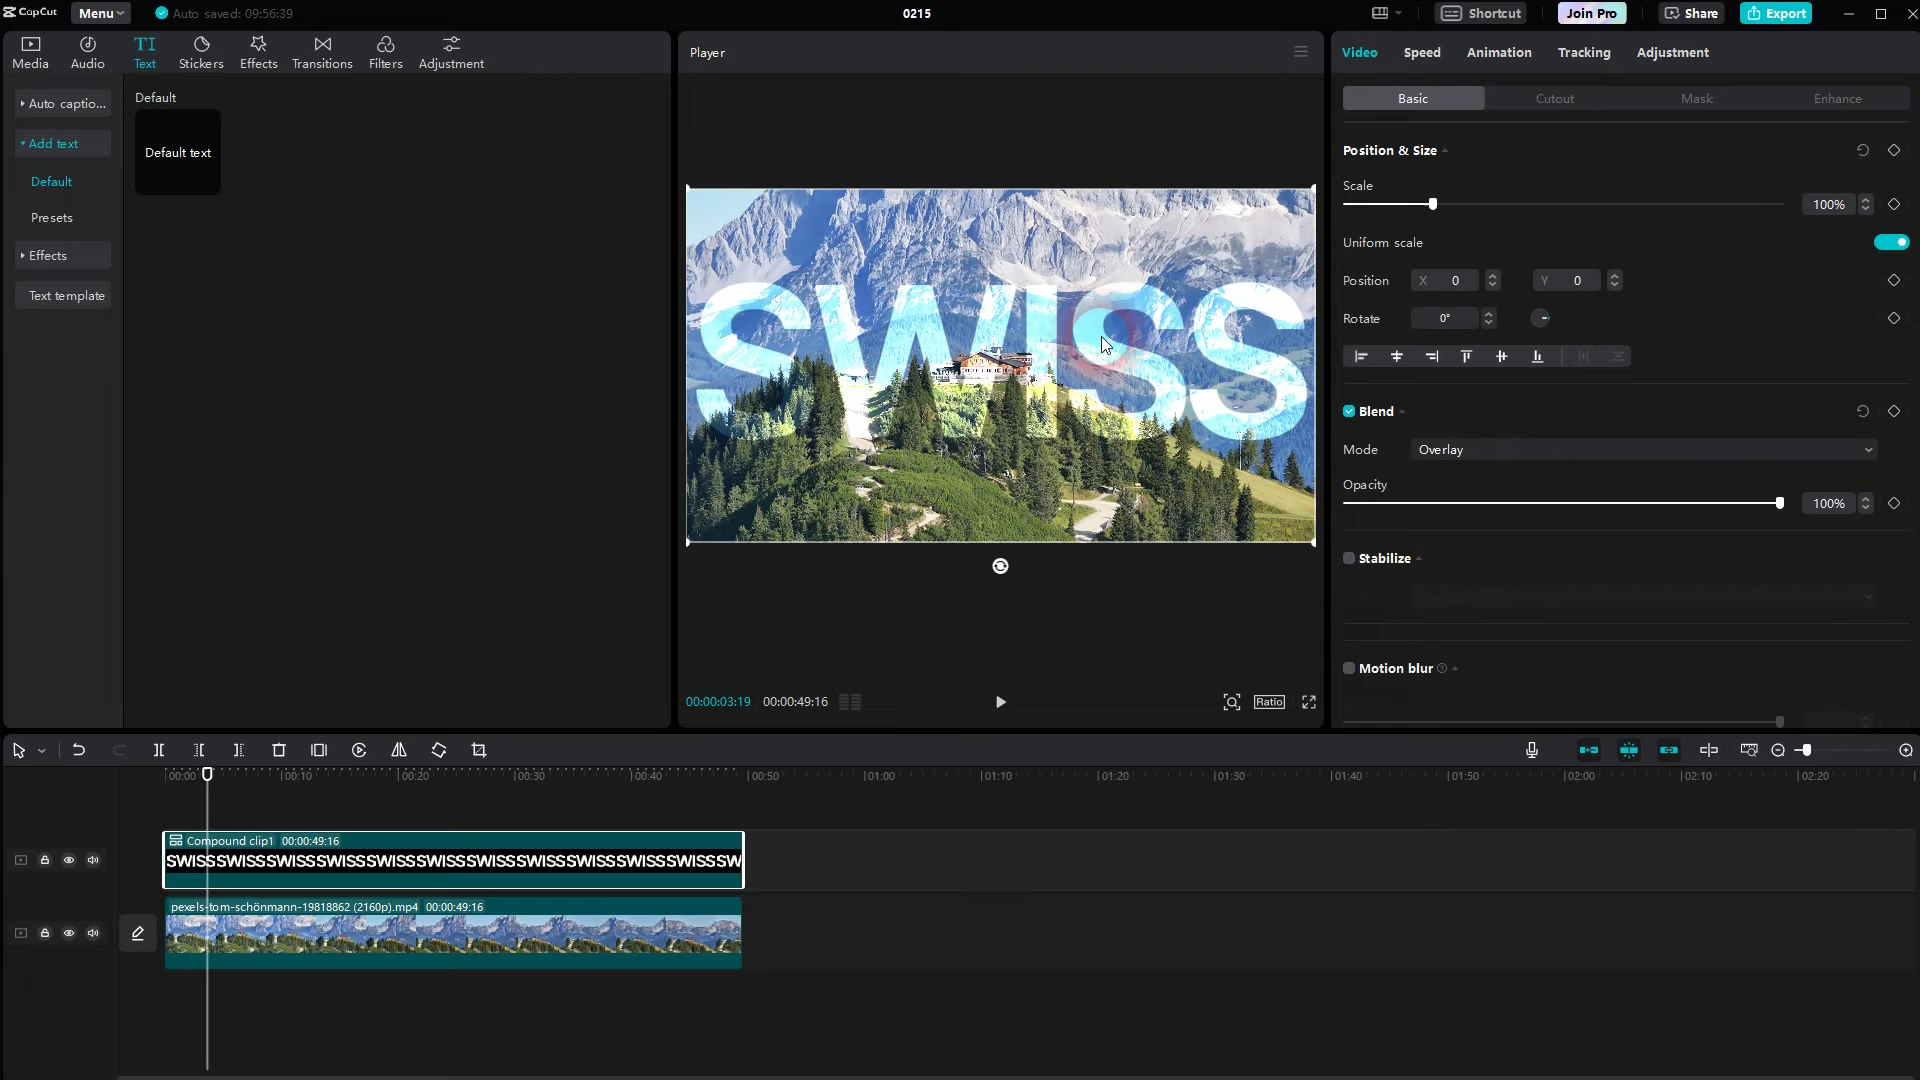 CapCut Menu Auto saved: 09:56:39 0215 Shortcut Join Pro Share Export
Media Audio TI Text Stickers Effects Transitions Filters Adjustment
Auto captio...
Add text
Default
Presets
Effects
Text template
Default
Default text
Player
SWISS
00:00:03:19 00:00:49:16 Ratio
Video Speed Animation Tracking Adjustment
Basic Cutout Mask Enhance
Position & Size
Scale
100%
Uniform scale
Position X 0 Y 0
Rotate 0°
Blend
Mode Overlay
Opacity
100%
Stabilize
Motion blur
00:00 00:10 00:20 00:30 00:40 00:50 01:00 01:10 01:20 01:30 01:40 01:50 02:00 02:10 02:20
Compound clip1 00:00:49:16
SWISSSWISSSWISSSWISSSWISSSWISSSWISSSWISSSWISSSWISSSWISSSW
pexels-tom-schönmann-19818862 (2160p).mp4 00:00:49:16